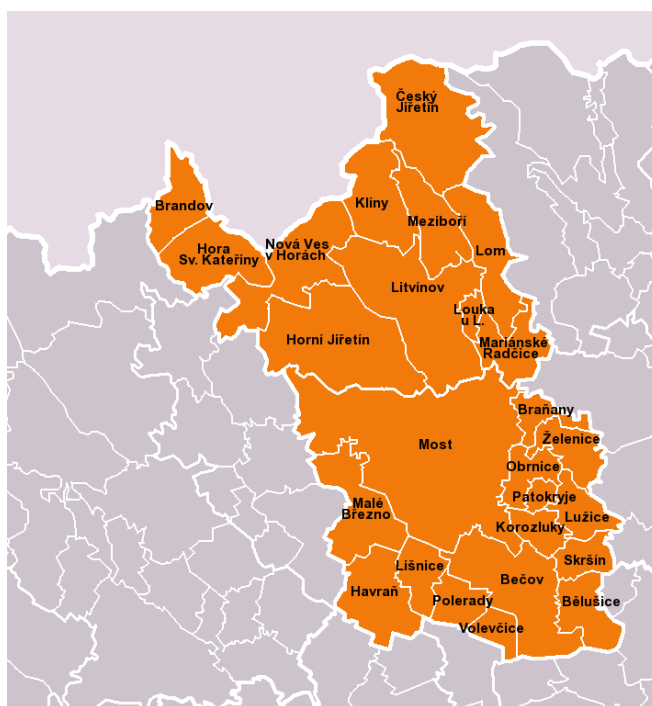 Český
Jiřetín
Klíny
Brandov
Meziboří
Hora
Sv. Kateřiny
Nová Ves
v Horách
Lom
Litvínov
Louka
u L.
Horní Jiřetín
Mariánské
Radčice
Braňany
Most
Želenice
Obrnice
Patokryje
Malé
Březno
Lužice
Korozluky
Skršín
Lišnice
Bečov
Havraň
Polerady
Bělušice
Volevčice